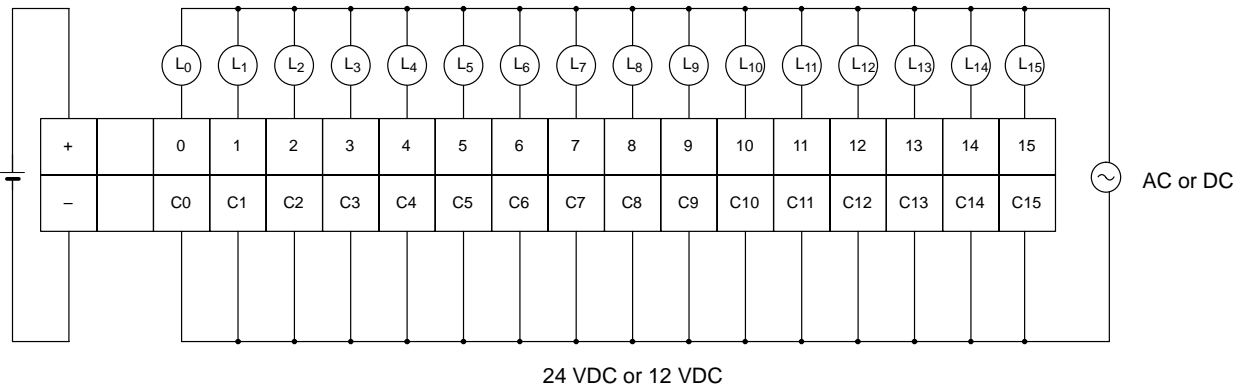 L0 L1 L2 L3 L4 L5 L6 L7 L8 L9 L10 L11 L12 L13 L14 L15
+ 0 1 2 3 4 5 6 7 8 9 10 11 12 13 14 15
– C0 C1 C2 C3 C4 C5 C6 C7 C8 C9 C10 C11 C12 C13 C14 C15
AC or DC
24 VDC or 12 VDC